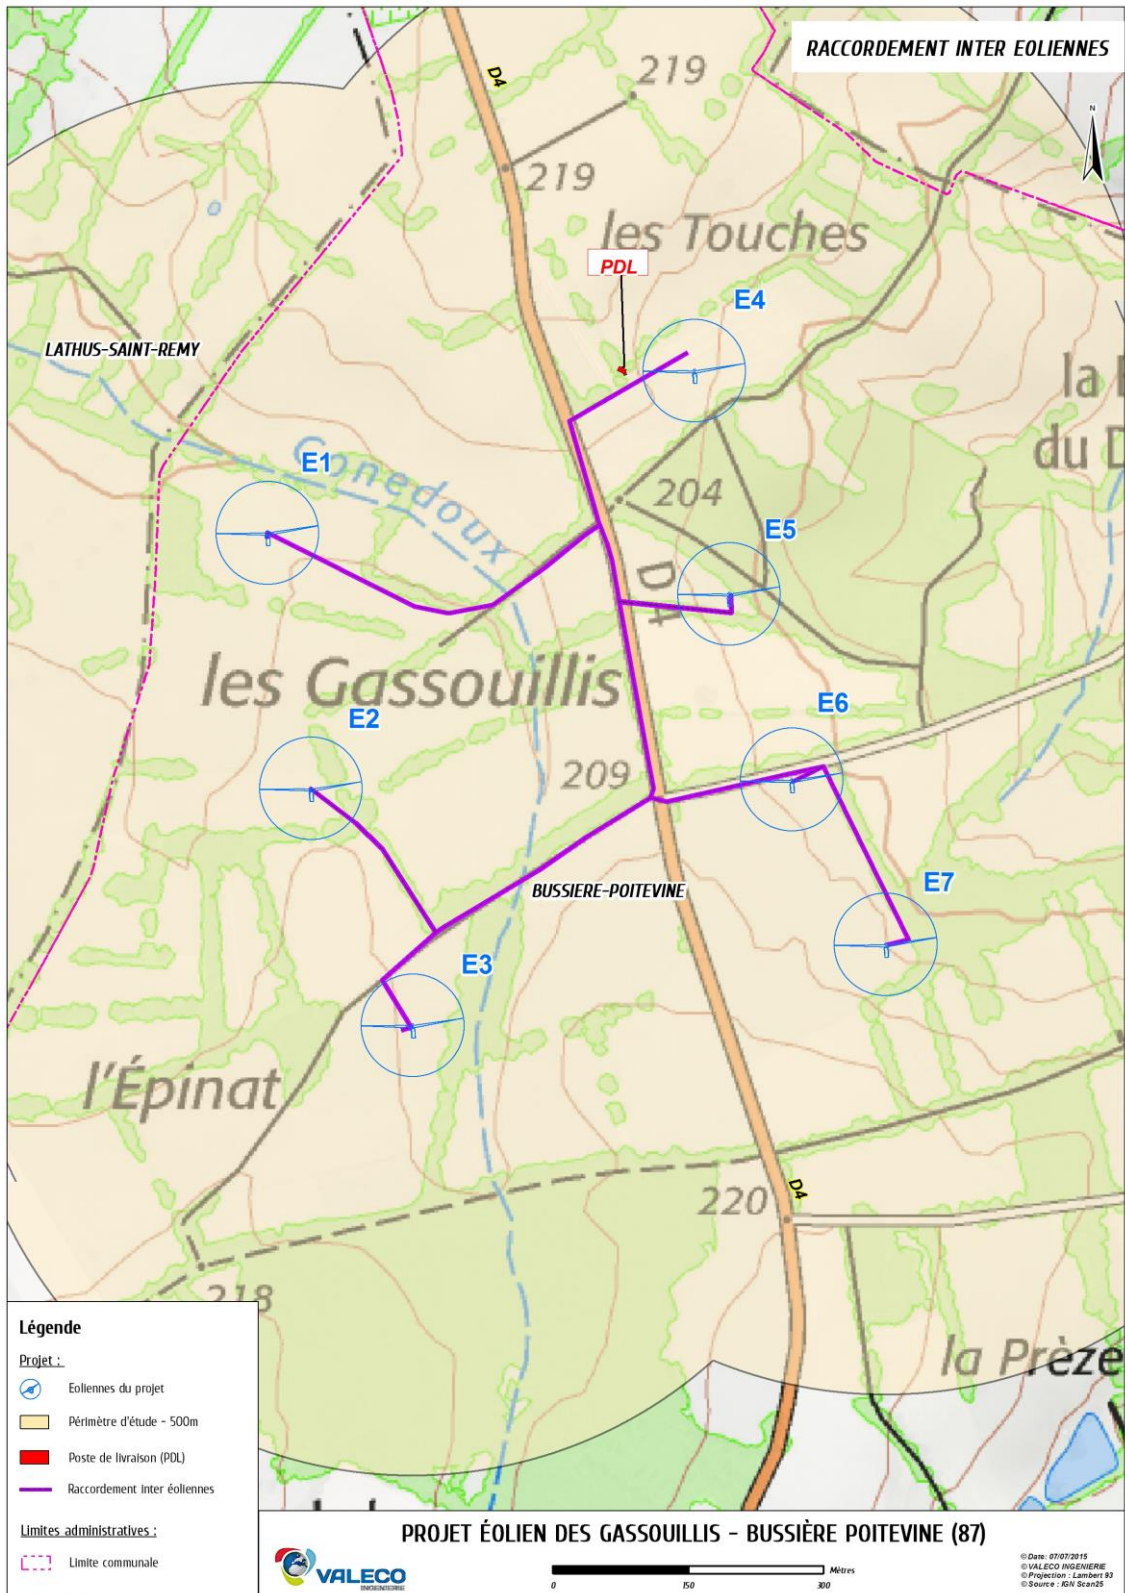 RACCORDEMENT INTER EOLIENNES
N
D4
219
219
les Touches
PDL
E4
LATHUS-SAINT-REMY
la
du D
E1
Conedoux
204
E5
D4
les Gassouillis
E2
E6
209
BUSSIERE-POITEVINE
E7
E3
l'Épinat
220
D4
218
la Prèze
Légende
Projet :
Eoliennes du projet
Périmètre d'étude - 500m
Poste de livraison (PDL)
Raccordement inter éoliennes
Limites administratives :
Limite communale
PROJET ÉOLIEN DES GASSOUILLIS - BUSSIÈRE POITEVINE (87)
VALECO
INGENIERIE
Mètres
0 150 300
©Date: 07/07/2015
©VALECO INGENIERIE
©Projection : Lambert 93
©Source : IGN Scan25